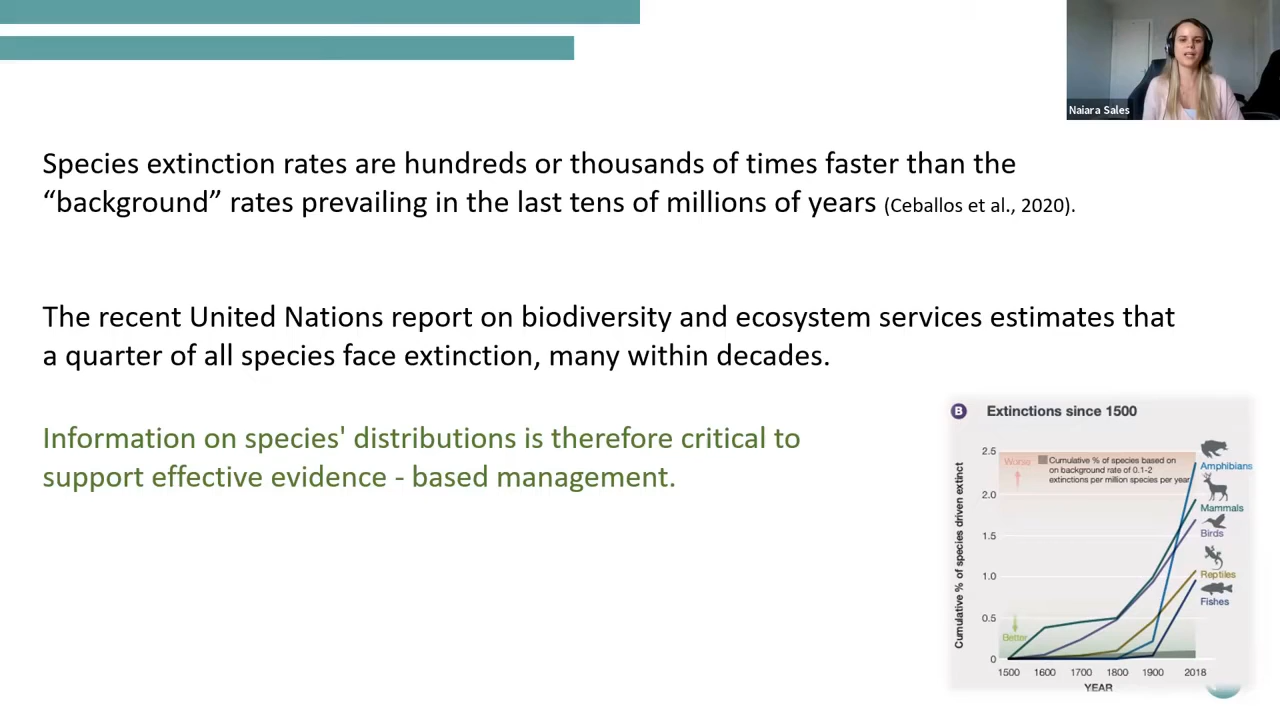 Naiara Sales
Species extinction rates are hundreds or thousands of times faster than the
“background” rates prevailing in the last tens of millions of years (Ceballos et al., 2020).
The recent United Nations report on biodiversity and ecosystem services estimates that
a quarter of all species face extinction, many within decades.
Information on species' distributions is therefore critical to
support effective evidence - based management.
B Extinctions since 1500
Cumulative % of species driven extinct
2.5
2.0
1.5
1.0
0.5
0
Worse
Cumulative % of species based on
on background rate of 0.1-2
extinctions per million species per year
Better
Amphibians
Mammals
Birds
Reptiles
Fishes
1500 1600 1700 1800 1900 2018
YEAR